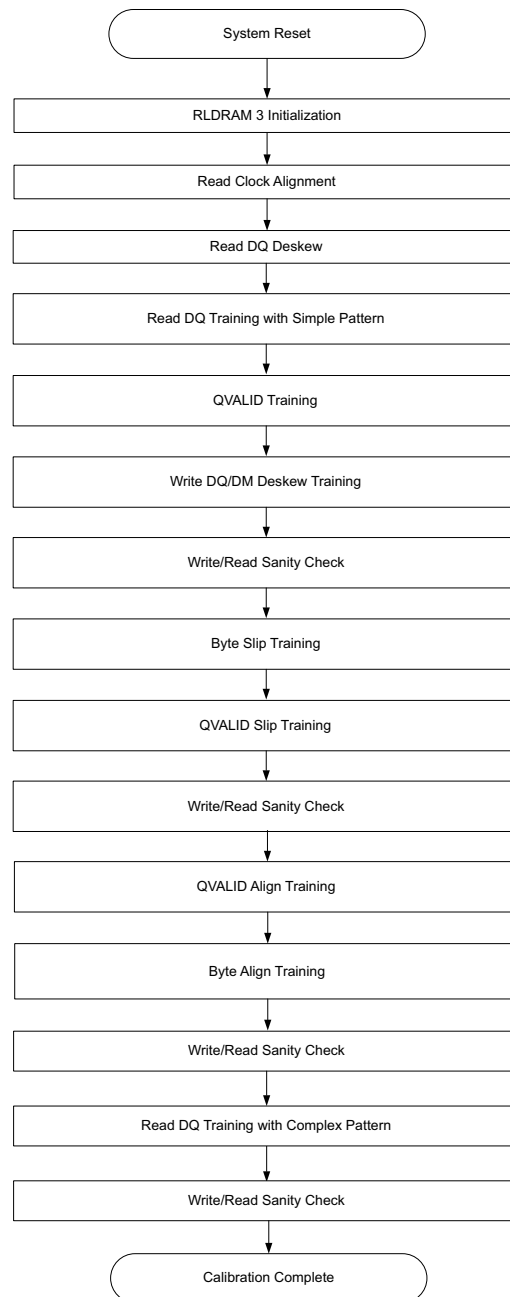 System Reset
RLDRAM 3 Initialization
Read Clock Alignment
Read DQ Deskew
Read DQ Training with Simple Pattern
QVALID Training
Write DQ/DM Deskew Training
Write/Read Sanity Check
Byte Slip Training
QVALID Slip Training
Write/Read Sanity Check
QVALID Align Training
Byte Align Training
Write/Read Sanity Check
Read DQ Training with Complex Pattern
Write/Read Sanity Check
Calibration Complete